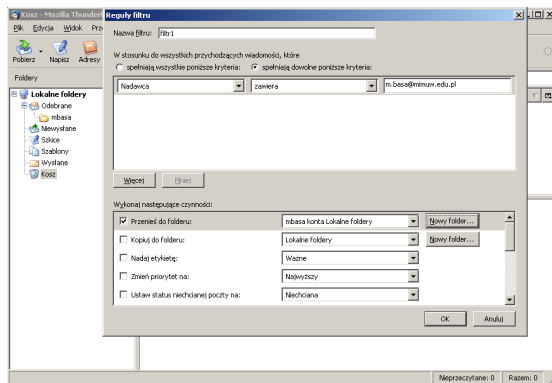 Kosz - Mozilla Thunderb
Reguły filtru
Plik Edycja Widok Prze
Nazwa filtru: filtr1
Pobierz Napisz Adresy
W stosunku do wszystkich przychodzących wiadomości, które
spełniają wszystkie poniższe kryteria: spełniają dowolne poniższe kryteria:
Foldery
Nadawca zawiera m.basa@mimuw.edu.pl
Lokalne foldery
Odebrane
mbasa
Niewysłane
Szkice
Szablony
Wysłane
Kosz
Więcej Mniej
Wykonaj następujące czynności:
Przenieś do folderu: mbasa konta Lokalne foldery Nowy folder...
Kopiuj do folderu: Lokalne foldery Nowy folder...
Nadaj etykietę: Ważne
Zmień priorytet na: Najwyższy
Ustaw status niechcianej poczty na: Niechciana
OK Anuluj
Nieprzeczytane: 0 Razem: 0